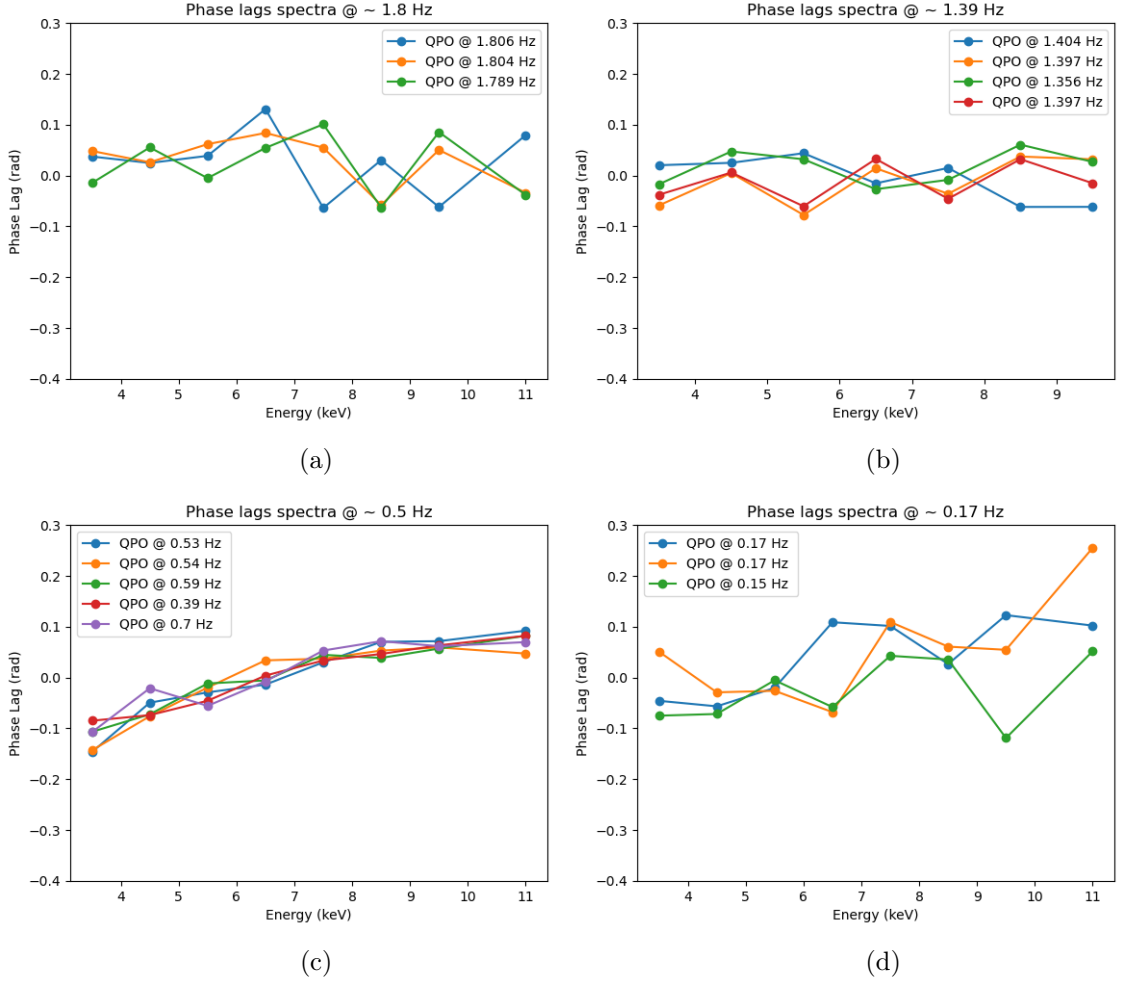 Phase lags spectra @ ~ 1.8 Hz
0.3
0.2
0.1
0.0
−0.1
−0.2
−0.3
−0.4
Phase Lag (rad)
QPO @ 1.806 Hz
QPO @ 1.804 Hz
QPO @ 1.789 Hz
4 5 6 7 8 9 10 11
Energy (keV)
(a)
Phase lags spectra @ ~ 1.39 Hz
0.3
0.2
0.1
0.0
−0.1
−0.2
−0.3
−0.4
Phase Lag (rad)
QPO @ 1.404 Hz
QPO @ 1.397 Hz
QPO @ 1.356 Hz
QPO @ 1.397 Hz
4 5 6 7 8 9
Energy (keV)
(b)
Phase lags spectra @ ~ 0.5 Hz
0.3
0.2
0.1
0.0
−0.1
−0.2
−0.3
−0.4
Phase Lag (rad)
QPO @ 0.53 Hz
QPO @ 0.54 Hz
QPO @ 0.59 Hz
QPO @ 0.39 Hz
QPO @ 0.7 Hz
4 5 6 7 8 9 10 11
Energy (keV)
(c)
Phase lags spectra @ ~ 0.17 Hz
0.3
0.2
0.1
0.0
−0.1
−0.2
−0.3
−0.4
Phase Lag (rad)
QPO @ 0.17 Hz
QPO @ 0.17 Hz
QPO @ 0.15 Hz
4 5 6 7 8 9 10 11
Energy (keV)
(d)